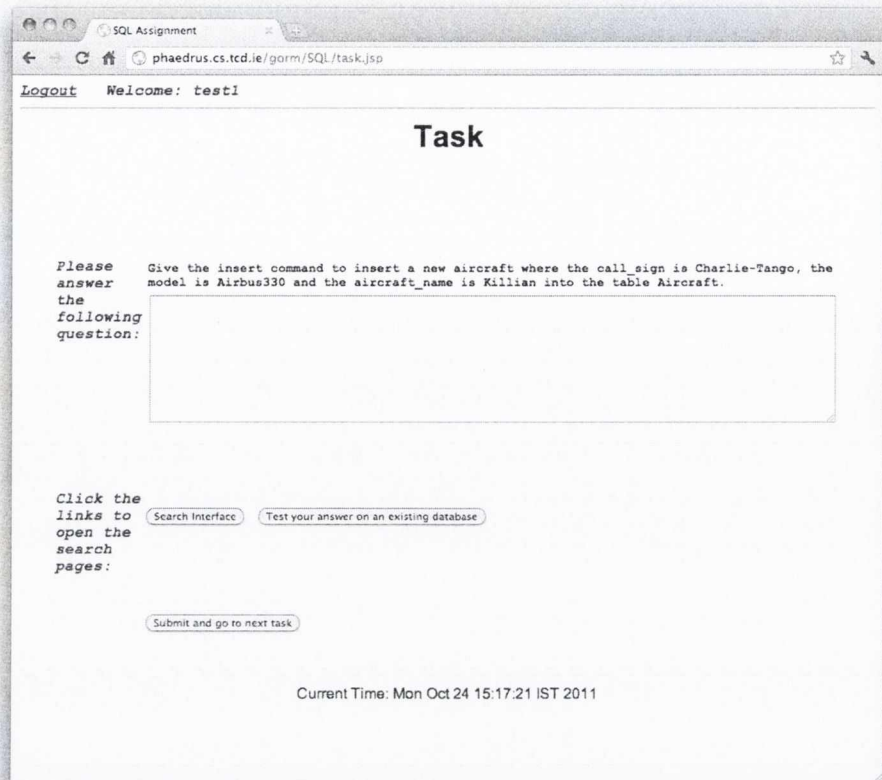 SQL Assignment
phaedrus.cs.tcd.ie/gorm/SQL/task.jsp
Logout Welcome: test1
Task
Please answer the following question:
Give the insert command to insert a new aircraft where the call_sign is Charlie-Tango, the
model is Airbus330 and the aircraft_name is Killian into the table Aircraft.
Click the
links to
open the
search
pages:
Search Interface Test your answer on an existing database
Submit and go to next task
Current Time: Mon Oct 24 15:17:21 IST 2011